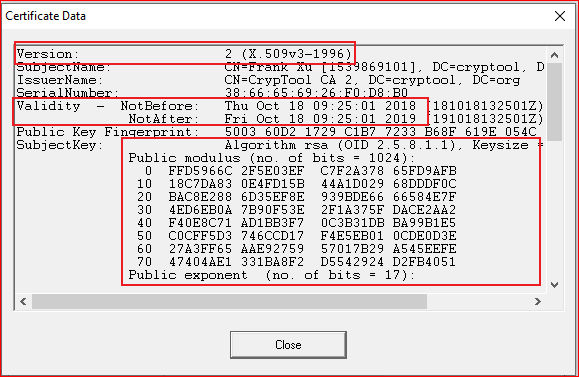 Certificate Data
Version: 2 (X.509v3-1996)
SubjectName: CN=Frank Xu [1539869101], DC=cryptool, D
IssuerName: CN=CrypTool CA 2, DC=cryptool, DC=org
SerialNumber: 38:66:65:69:26:F0:D8:B0
Validity - NotBefore: Thu Oct 18 09:25:01 2018 (181018132501Z)
NotAfter: Fri Oct 18 09:25:01 2019 (191018132501Z)
Public Key Fingerprint: 5003 60D2 1729 C1B7 7233 B68F 619E 054C
SubjectKey: Algorithm rsa (OID 2.5.8.1.1), Keysize =
Public modulus (no. of bits = 1024):
0 FFD5966C 2F5E03EF C7F2A378 65FD9AFB
10 18C7DA83 0E4FD15B 44A1D029 68DDDF0C
20 BAC8E288 6D35EF8E 939BDE66 66584E7F
30 4ED6EB0A 7B90F53E 2F1A375F DACE2AA2
40 F40E8C71 AD1BB3F7 0C3B31DB BA99B1E5
50 C0CFF5D3 746CCD17 F4E5EB01 0CDE0D3E
60 27A3FF65 AAE92759 57017B29 A545EEFE
70 47404AE1 331BA8F2 D5542924 D2FB4051
Public exponent (no. of bits = 17):
Close